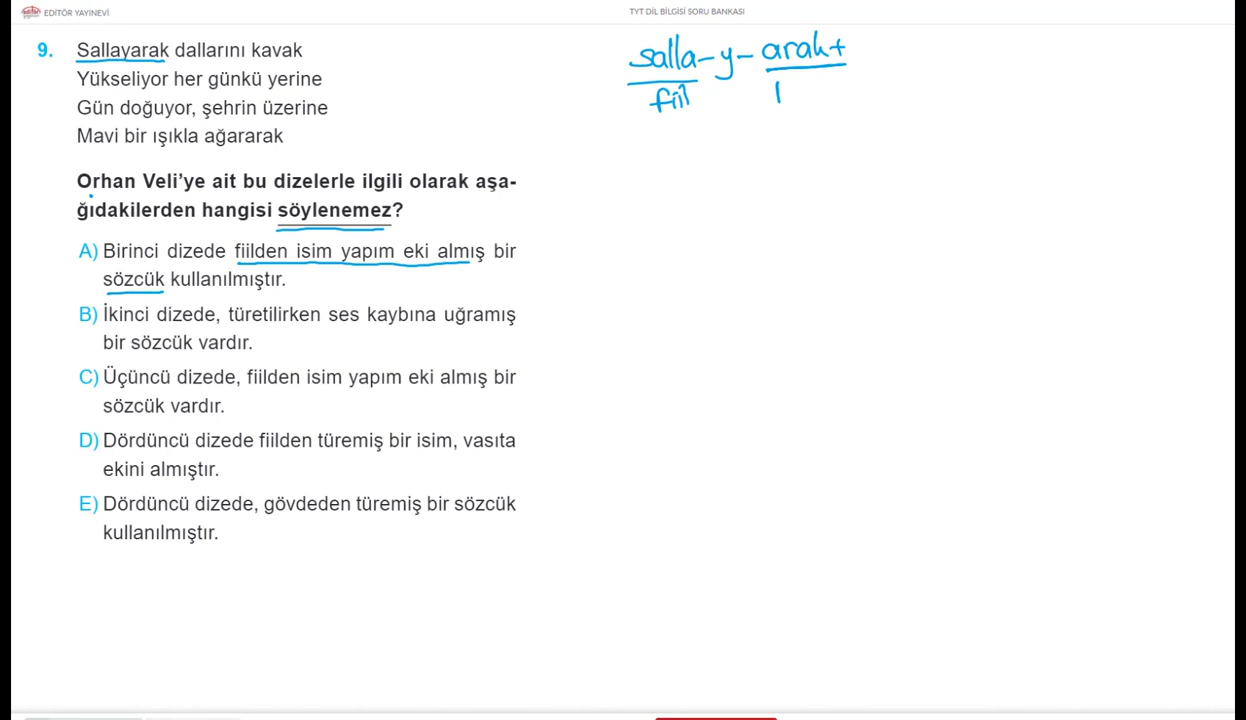 EDİTÖR YAYINEVİ
TYT DİL BİLGİSİ SORU BANKASI
9. Sallayarak dallarını kavak
Yükseliyor her günkü yerine
Gün doğuyor, şehrin üzerine
Mavi bir ışıkla ağararak
Orhan Veli’ye ait bu dizelerle ilgili olarak aşa-
ğıdakilerden hangisi söylenemez?
A) Birinci dizede fiilden isim yapım eki almış bir
sözcük kullanılmıştır.
B) İkinci dizede, türetilirken ses kaybına uğramış
bir sözcük vardır.
C) Üçüncü dizede, fiilden isim yapım eki almış bir
sözcük vardır.
D) Dördüncü dizede fiilden türemiş bir isim, vasıta
ekini almıştır.
E) Dördüncü dizede, gövdeden türemiş bir sözcük
kullanılmıştır.
salla-y-arak+
fiil